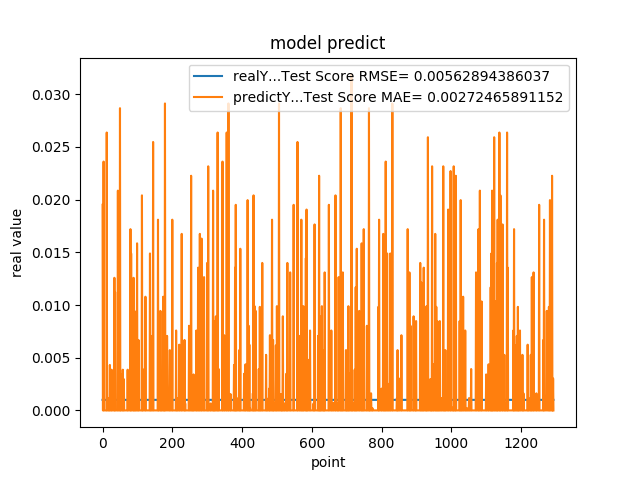 model predict
realY...Test Score RMSE= 0.00562894386037
predictY...Test Score MAE= 0.00272465891152
real value
0.030
0.025
0.020
0.015
0.010
0.005
0.000
0 200 400 600 800 1000 1200
point